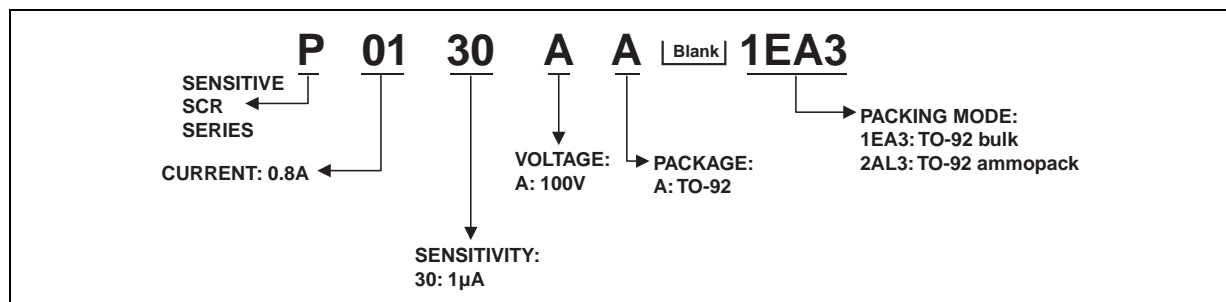 P 01 30 A A Blank 1EA3
SENSITIVE
SCR
SERIES
CURRENT: 0.8A
SENSITIVITY:
30: 1µA
VOLTAGE:
A: 100V
PACKAGE:
A: TO-92
PACKING MODE:
1EA3: TO-92 bulk
2AL3: TO-92 ammopack